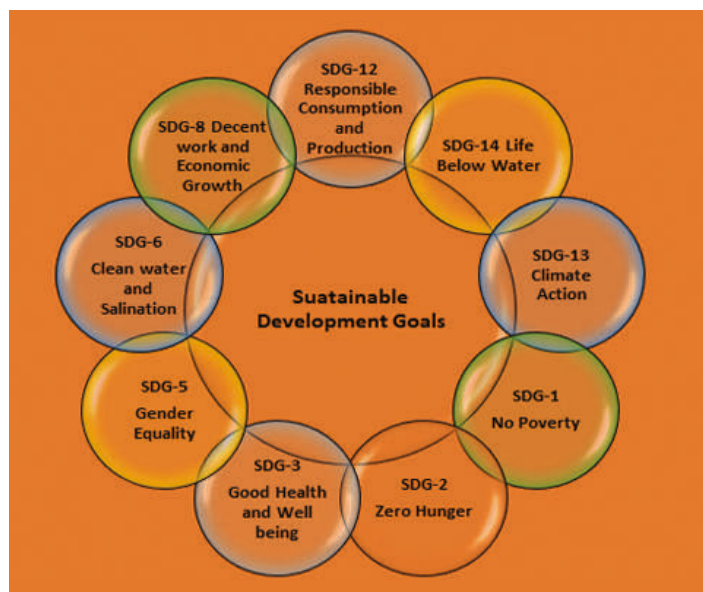 SDG-12
Responsible
Consumption
and
Production
SDG-14 Life
Below Water
SDG-13
Climate
Action
SDG-1
No Poverty
SDG-2
Zero Hunger
SDG-3
Good Health
and Well
being
SDG-5
Gender
Equality
SDG-6
Clean water
and
Salination
SDG-8 Decent
work and
Economic
Growth
Suatainable
Development Goals